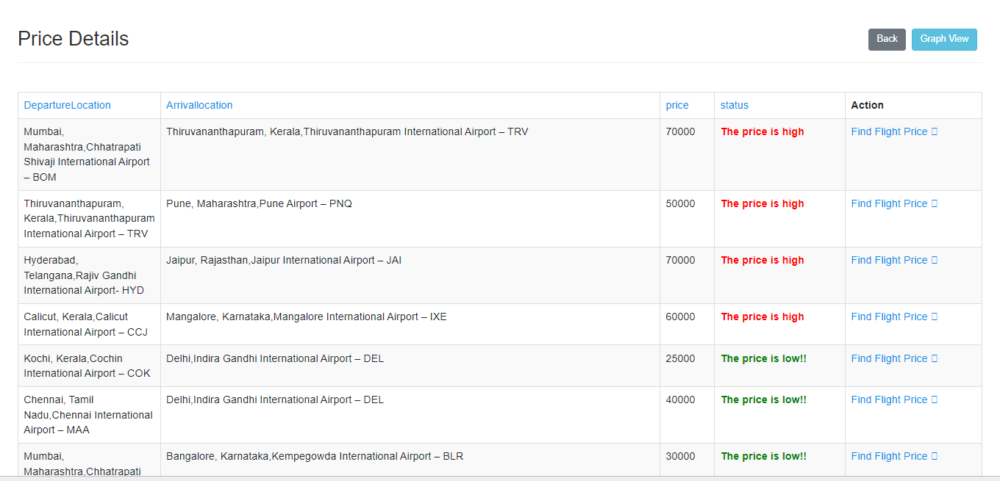 Price Details
Back
Graph View
DepartureLocation
Arrivallocation
price
status
Action
Mumbai,
Maharashtra,Chhatrapati
Shivaji International Airport
– BOM
Thiruvananthapuram, Kerala,Thiruvananthapuram International Airport – TRV
70000
The price is high
Find Flight Price
Thiruvananthapuram,
Kerala,Thiruvananthapuram
International Airport – TRV
Pune, Maharashtra,Pune Airport – PNQ
50000
The price is high
Find Flight Price
Hyderabad,
Telangana,Rajiv Gandhi
International Airport- HYD
Jaipur, Rajasthan,Jaipur International Airport – JAI
70000
The price is high
Find Flight Price
Calicut, Kerala,Calicut
International Airport – CCJ
Mangalore, Karnataka,Mangalore International Airport – IXE
60000
The price is high
Find Flight Price
Kochi, Kerala,Cochin
International Airport – COK
Delhi,Indira Gandhi International Airport – DEL
25000
The price is low!!
Find Flight Price
Chennai, Tamil
Nadu,Chennai International
Airport – MAA
Delhi,Indira Gandhi International Airport – DEL
40000
The price is low!!
Find Flight Price
Mumbai,
Maharashtra,Chhatrapati
Bangalore, Karnataka,Kempegowda International Airport – BLR
30000
The price is low!!
Find Flight Price